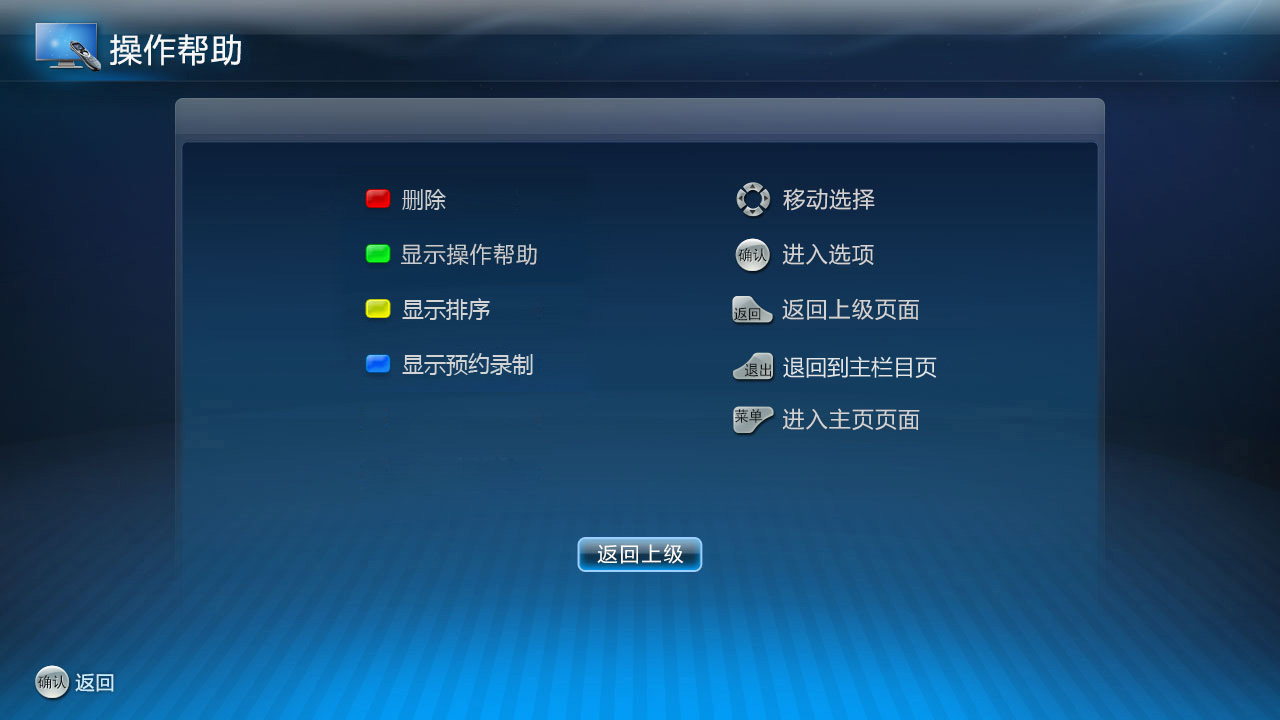 操作帮助
删除
显示操作帮助
显示排序
显示预约录制
移动选择
确认 进入选项
返回 返回上级页面
退出 退回到主栏目页
菜单 进入主页页面
返回上级
确认 返回